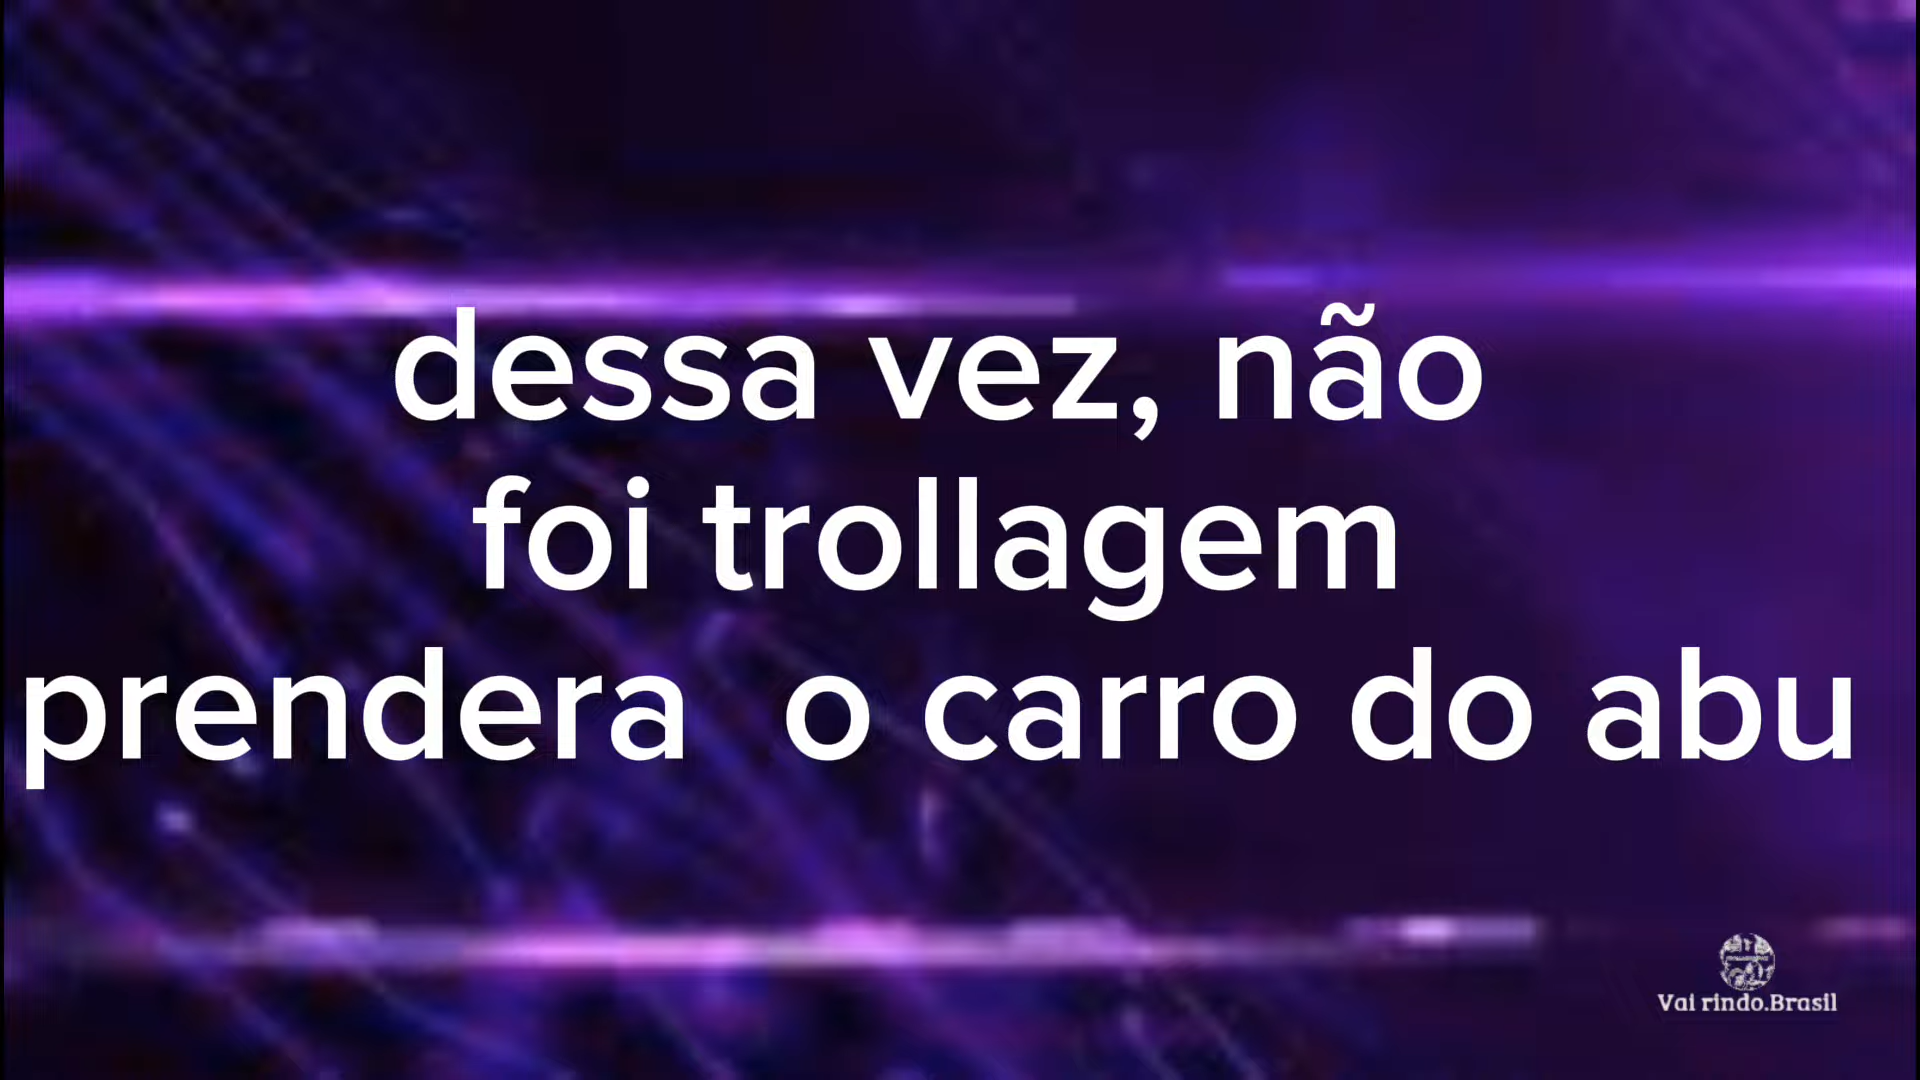 dessa vez, não
foi trollagem
prendera  o carro do abu
Vai rindo.Brasil